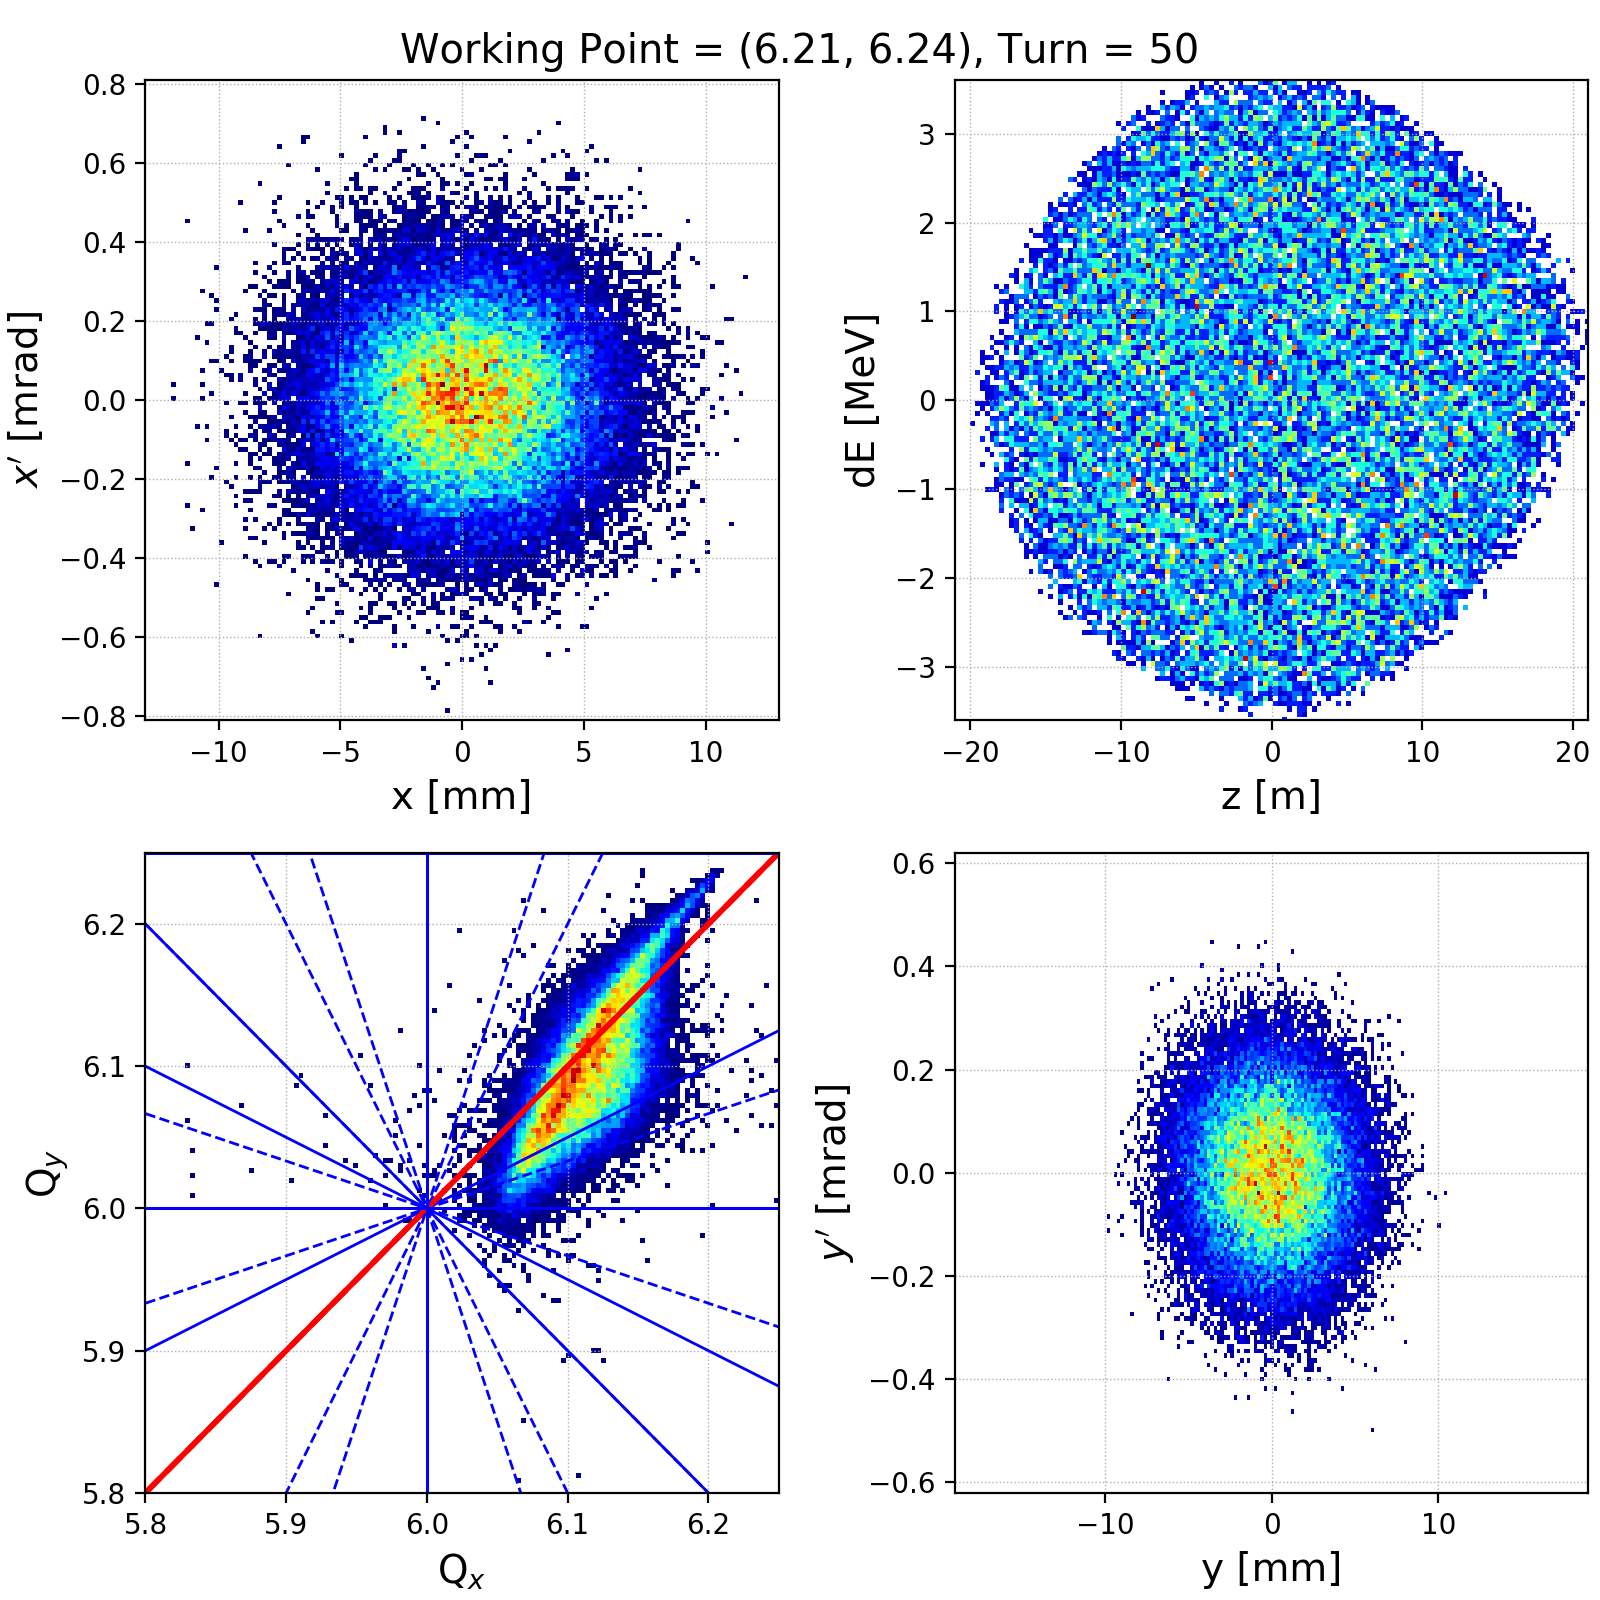 Working Point = (6.21, 6.24), Turn = 50
0.8
0.6
0.4
0.2
0.0
−0.2
−0.4
−0.6
−0.8
x′ [mrad]
−10 −5 0 5 10
x [mm]
3
2
1
0
−1
−2
−3
dE [MeV]
−20 −10 0 10 20
z [m]
6.2
6.1
6.0
5.9
5.8
Qy
5.8 5.9 6.0 6.1 6.2
Qx
0.6
0.4
0.2
0.0
−0.2
−0.4
−0.6
y′ [mrad]
−10 0 10
y [mm]